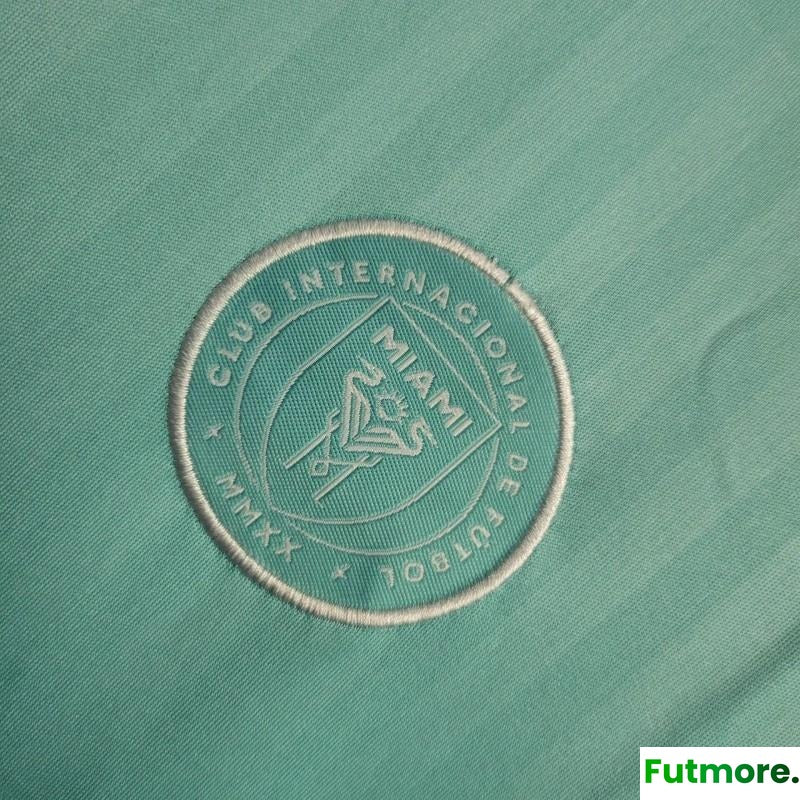 CLUB INTERNACIONAL DE FÚTBOL
MIAMI
MMXX
Futmore.